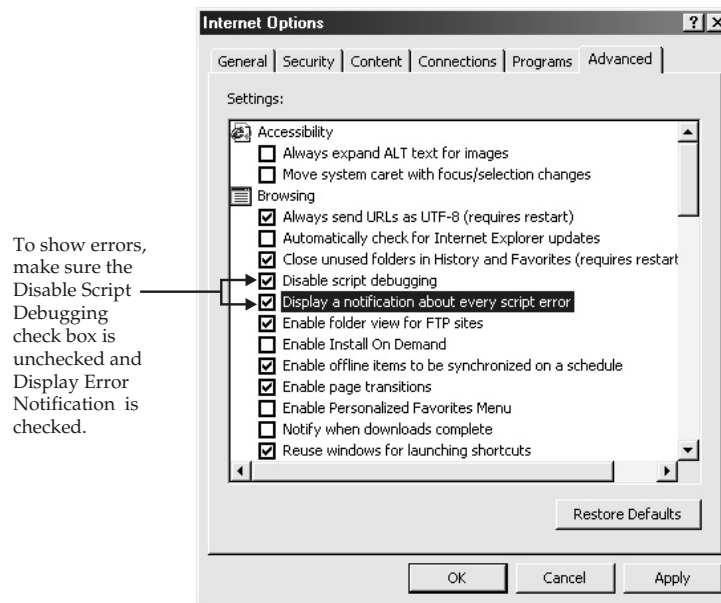 Internet Options
General
Security
Content
Connections
Programs
Advanced
Settings:
Accessibility
Always expand ALT text for images
Move system caret with focus/selection changes
Browsing
Always send URLs as UTF-8 (requires restart)
Automatically check for Internet Explorer updates
Close unused folders in History and Favorites (requires restart
Disable script debugging
Display a notification about every script error
Enable folder view for FTP sites
Enable Install On Demand
Enable offline items to be synchronized on a schedule
Enable page transitions
Enable Personalized Favorites Menu
Notify when downloads complete
Reuse windows for launching shortcuts
Restore Defaults
OK
Cancel
Apply
To show errors,
make sure the
Disable Script
Debugging
check box is
unchecked and
Display Error
Notification is
checked.